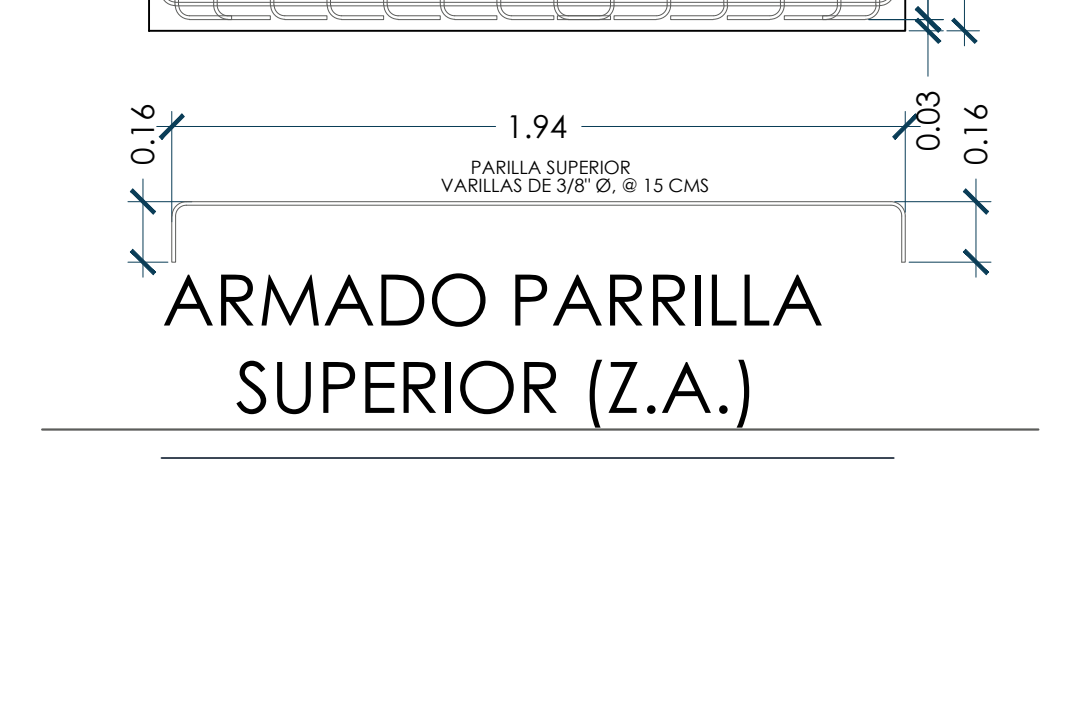 0.16
1.94
0.03
0.16
PARILLA SUPERIOR
VARILLAS DE 3/8" Ø, @ 15 CMS
ARMADO PARRILLA
SUPERIOR (Z.A.)